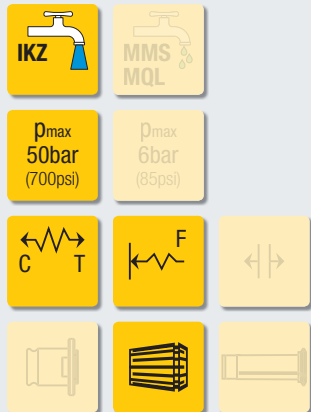 IKZ
MMS
MQL
pmax
50bar
(700psi)
pmax
6bar
(85psi)
C T
F